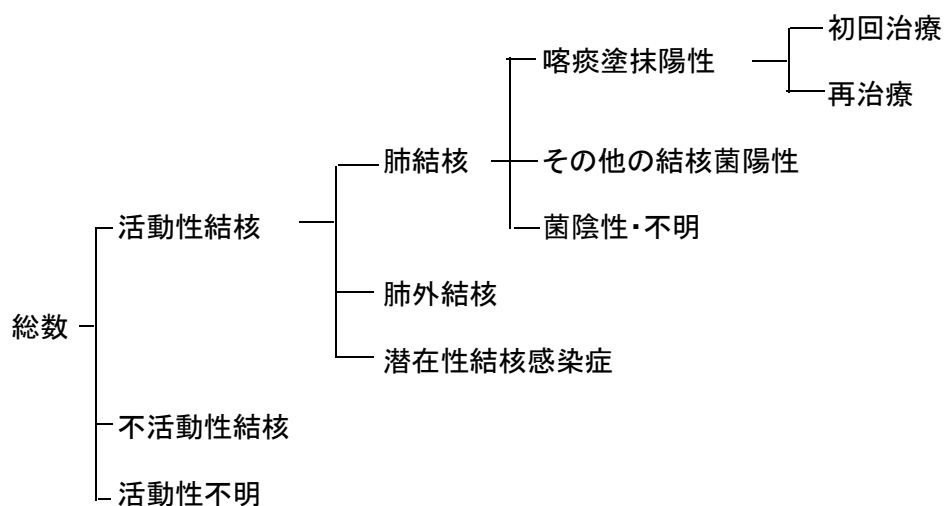 初回治療
喀痰塗抹陽性
再治療
肺結核
その他の結核菌陽性
活動性結核
菌陰性・不明
肺外結核
総数
潜在性結核感染症
不活動性結核
活動性不明